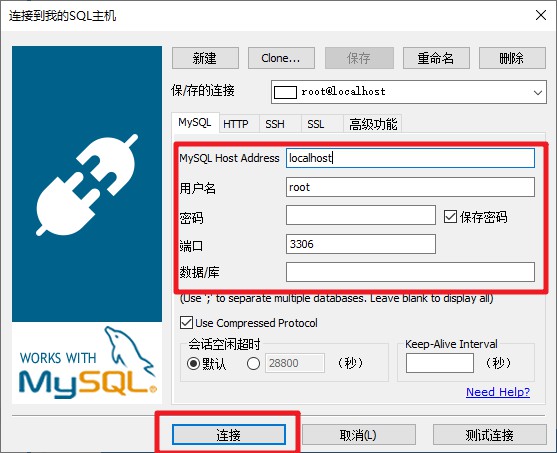 连接到我的SQL主机
新建 Clone... 保存 重命名 删除
保/存的连接 root@localhost
MySQL HTTP SSH SSL 高级功能
MySQL Host Address localhost
用户名 root
密码 保存密码
端口 3306
数据/库
(Use ';' to separate multiple databases. Leave blank to display all)
Use Compressed Protocol
会话空闲超时 Keep-Alive Interval
默认 28800 (秒) (秒)
Need Help?
WORKS WITH
MySQL®
连接 取消(L) 测试连接